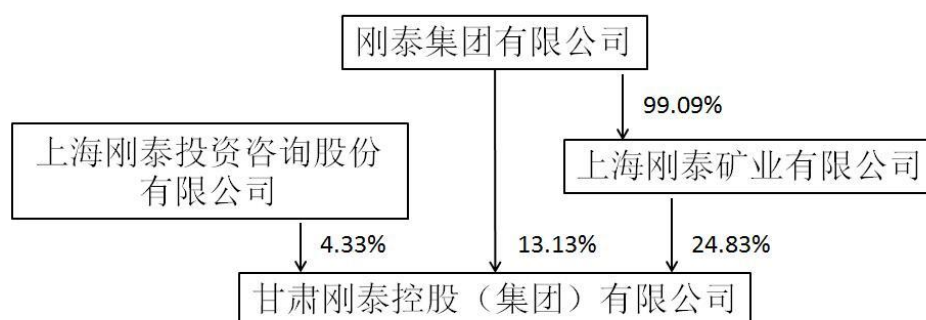 刚泰集团有限公司
99.09%
上海刚泰投资咨询股份
有限公司
上海刚泰矿业有限公司
4.33%
13.13%
24.83%
甘肃刚泰控股（集团）有限公司